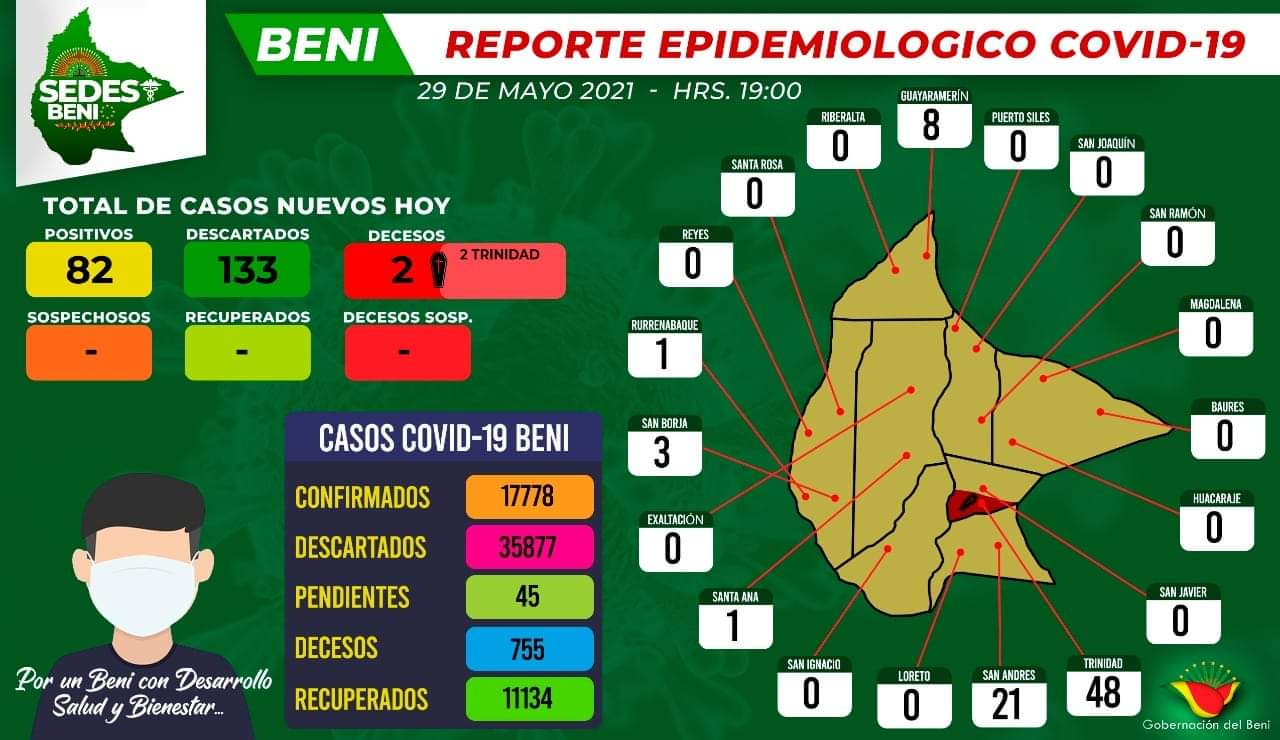 SEDES
BENI
BENI
REPORTE EPIDEMIOLOGICO COVID-19
29 DE MAYO 2021 - HRS. 19:00
TOTAL DE CASOS NUEVOS HOY
POSITIVOS
82
DESCARTADOS
133
DECESOS
2
2 TRINIDAD
SOSPECHOSOS
-
RECUPERADOS
-
DECESOS SOSP.
-
CASOS COVID-19 BENI
CONFIRMADOS 17778
DESCARTADOS 35877
PENDIENTES 45
DECESOS 755
RECUPERADOS 11134
Por un Beni con Desarrollo
Salud y Bienestar...
GUAYARAMERÍN
8
RIBERALTA
0
PUERTO SILES
0
SAN JOAQUÍN
0
SANTA ROSA
0
SAN RAMÓN
0
REYES
0
MAGDALENA
0
RURRENABAQUE
1
BAURES
0
SAN BORJA
3
HUACARAJE
0
EXALTACIÓN
0
SAN JAVIER
0
SANTA ANA
1
SAN IGNACIO
0
LORETO
0
SAN ANDRES
21
TRINIDAD
48
Gobernación del Beni